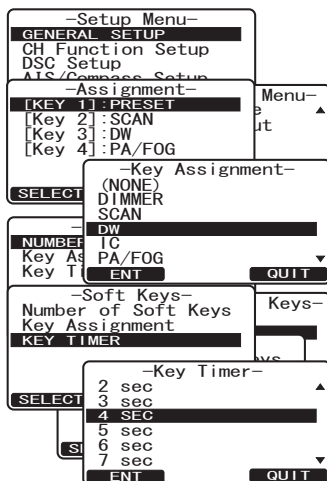 -Setup Menu-
GENERAL SETUP
CH Function Setup
DSC Setup
AIS/Compass Setup
Menu-
-Assignment-
[KEY 1]:PRESET
[Key 2]:SCAN
[Key 3]:DW
[Key 4]:PA/FOG
SELECT
-Key Assignment-
(NONE)
DIMMER
SCAN
DW
IC
PA/FOG
ENT
QUIT
NUMBER
Key As
Key Ti
Keys-
-Soft Keys-
Number of Soft Keys
Key Assignment
KEY TIMER
SELECT
-Key Timer-
2 sec
3 sec
4 SEC
5 sec
6 sec
7 sec
ENT
QUIT